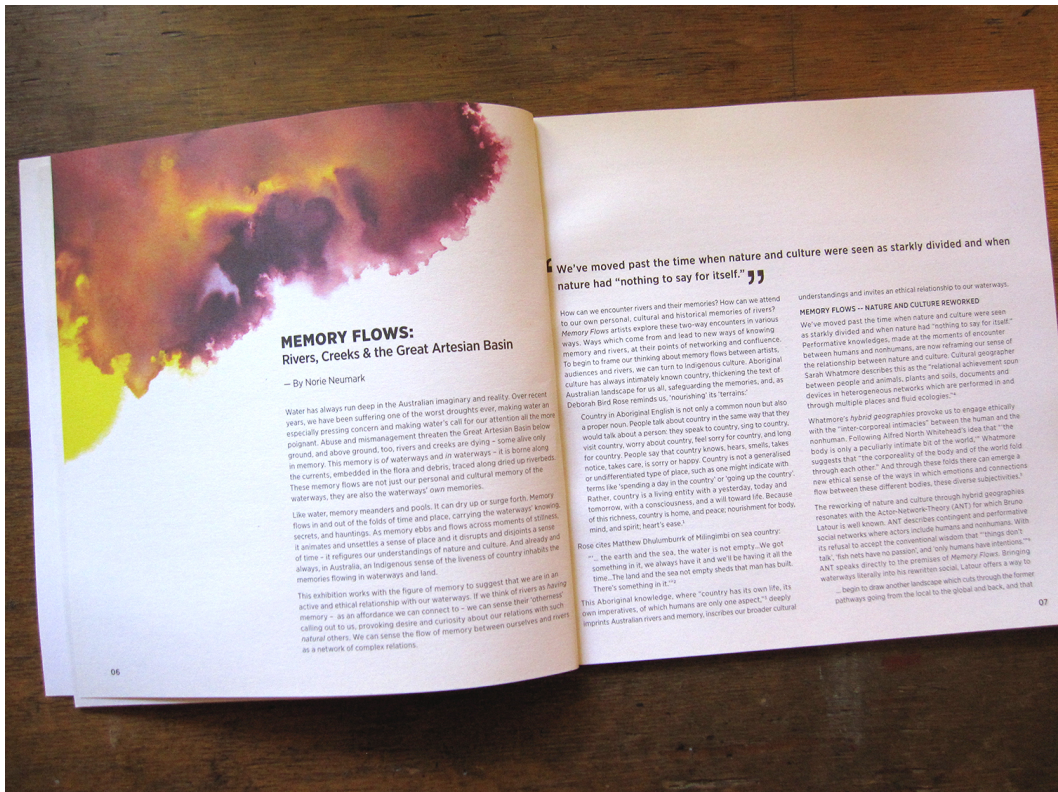 MEMORY FLOWS:
Rivers, Creeks & the Great Artesian Basin
— By Norie Neumark
Water has always run deep in the Australian imaginary and reality. Over recent
years, we have been suffering one of the worst droughts ever, making water an
especially pressing concern and making water's call for our attention all the more
poignant. Abuse and mismanagement threaten the Great Artesian Basin below
ground, and above ground, too, rivers and creeks are dying – some alive only
in memory. This memory is of waterways and in waterways – it is borne along
the currents, embedded in the flora and debris, traced along dried up riverbeds.
These memory flows are not just our personal and cultural memory of the
waterways, they are also the waterways' own memories.
Like water, memory meanders and pools. It can dry up or surge forth. Memory
flows in and out of the folds of time and place, carrying the waterways' knowing,
secrets, and hauntings. As memory ebbs and flows across moments of stillness,
it animates and unsettles a sense of place and it disrupts and disjoints a sense
of time – it refigures our understandings of nature and culture. And already and
always, in Australia, an Indigenous sense of the liveness of country inhabits the
memories flowing in waterways and land.
This exhibition works with the figure of memory to suggest that we are in an
active and ethical relationship with our waterways. If we think of rivers as having
memory – as an affordance we can connect to – we can sense their 'otherness'
calling out to us, provoking desire and curiosity about our relations with such
natural others. We can sense the flow of memory between ourselves and rivers
as a network of complex relations.
06
“We've moved past the time when nature and culture were seen as starkly divided and when
nature had “nothing to say for itself.””
How can we encounter rivers and their memories? How can we attend
to our own personal, cultural and historical memories of rivers?
Memory Flows artists explore these two-way encounters in various
ways. Ways which come from and lead to new ways of knowing
memory and rivers, at their points of networking and confluence.
To begin to frame our thinking about memory flows between artists,
audiences and rivers, we can turn to Indigenous culture. Aboriginal
culture has always intimately known country, thickening the text of
Australian landscape for us all, safeguarding the memories, and, as
Deborah Bird Rose reminds us, 'nourishing' its 'terrains:'
Country in Aboriginal English is not only a common noun but also
a proper noun. People talk about country in the same way that they
would talk about a person: they speak to country, sing to country,
visit country, worry about country, feel sorry for country, and long
for country. People say that country knows, hears, smells, takes
notice, takes care, is sorry or happy. Country is not a generalised
or undifferentiated type of place, such as one might indicate with
terms like 'spending a day in the country' or 'going up the country'.
Rather, country is a living entity with a yesterday, today and
tomorrow, with a consciousness, and a will toward life. Because
of this richness, country is home, and peace; nourishment for body,
mind, and spirit; heart's ease.¹
Rose cites Matthew Dhulumburrk of Milingimbi on sea country:
“'... the earth and the sea, the water is not empty...We got
something in it, we always have it and we'll be having it all the
time...The land and the sea not empty sheds that man has built.
There's something in it.'”²
This Aboriginal knowledge, where “country has its own life, its
own imperatives, of which humans are only one aspect,”³ deeply
imprints Australian rivers and memory, inscribes our broader cultural
understandings and invites an ethical relationship to our waterways.
MEMORY FLOWS -- NATURE AND CULTURE REWORKED
We've moved past the time when nature and culture were seen
as starkly divided and when nature had “nothing to say for itself.”
Performative knowledges, made at the moments of encounter
between humans and nonhumans, are now reframing our sense of
the relationship between nature and culture. Cultural geographer
Sarah Whatmore describes this as the “relational achievement spun
between people and animals, plants and soils, documents and
devices in heterogeneous networks which are performed in and
through multiple places and fluid ecologies.”⁴
Whatmore's hybrid geographies provoke us to engage ethically
with the “inter-corporeal intimacies” between the human and the
nonhuman. Following Alfred North Whitehead's idea that “'the
body is only a peculiarly intimate bit of the world,'” Whatmore
suggests that “the corporeality of the body and of the world fold
through each other.” And through these folds there can emerge a
new ethical sense of the ways in which emotions and connections
flow between these different bodies, these diverse subjectivities.⁵
The reworking of nature and culture through hybrid geographies
resonates with the Actor-Network-Theory (ANT) for which Bruno
Latour is well known. ANT describes contingent and performative
social networks where actors include humans and nonhumans. With
its refusal to accept the conventional wisdom that “'things don't
talk', 'fish nets have no passion', and 'only humans have intentions,'”⁶
ANT speaks directly to the premises of Memory Flows. Bringing
waterways literally into his rewritten social, Latour offers a way to
... begin to draw another landscape which cuts through the former
pathways going from the local to the global and back, and that
07